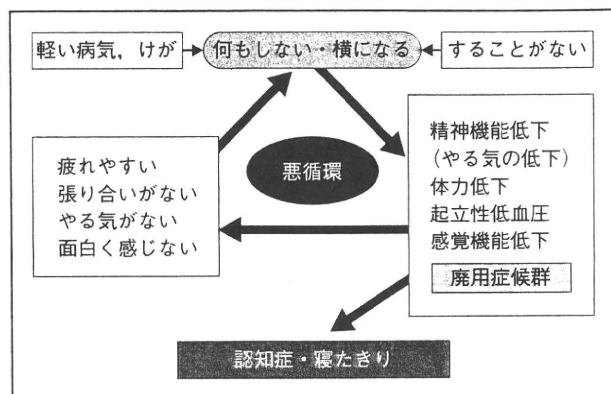 軽い病気，けが
何もしない・横になる
することがない
疲れやすい
張り合いがない
やる気がない
面白く感じない
悪循環
精神機能低下
(やる気の低下)
体力低下
起立性低血圧
感覚機能低下
廃用症候群
認知症・寝たきり